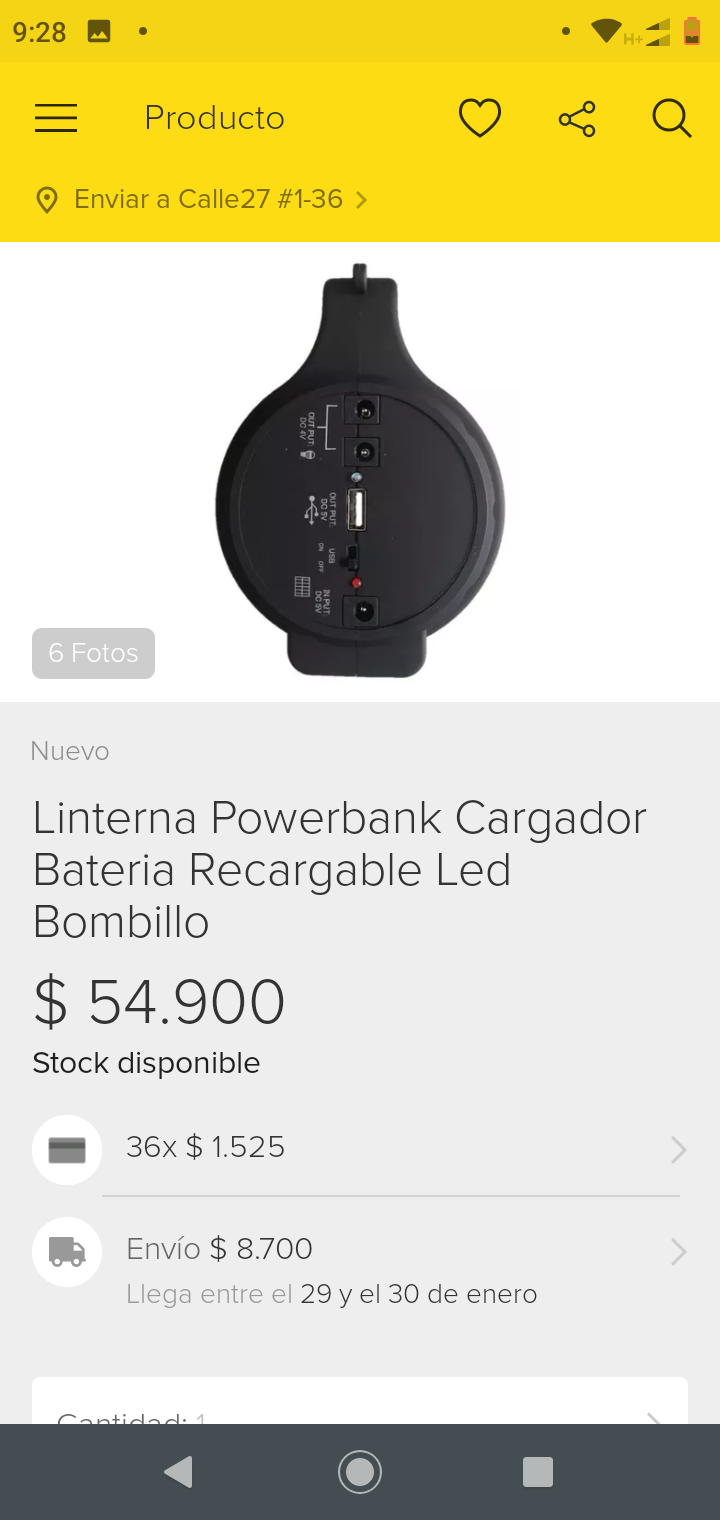 9:28
H+
Producto
Enviar a Calle27 #1-36
OUT PUT:
DC 4V
OUT PUT:
DC 5V
USB
ON OFF
IN PUT:
DC 5V
6 Fotos
Nuevo
Linterna Powerbank Cargador
Bateria Recargable Led
Bombillo
$ 54.900
Stock disponible
36x $ 1.525
Envío $ 8.700
Llega entre el 29 y el 30 de enero
Cantidad: 1